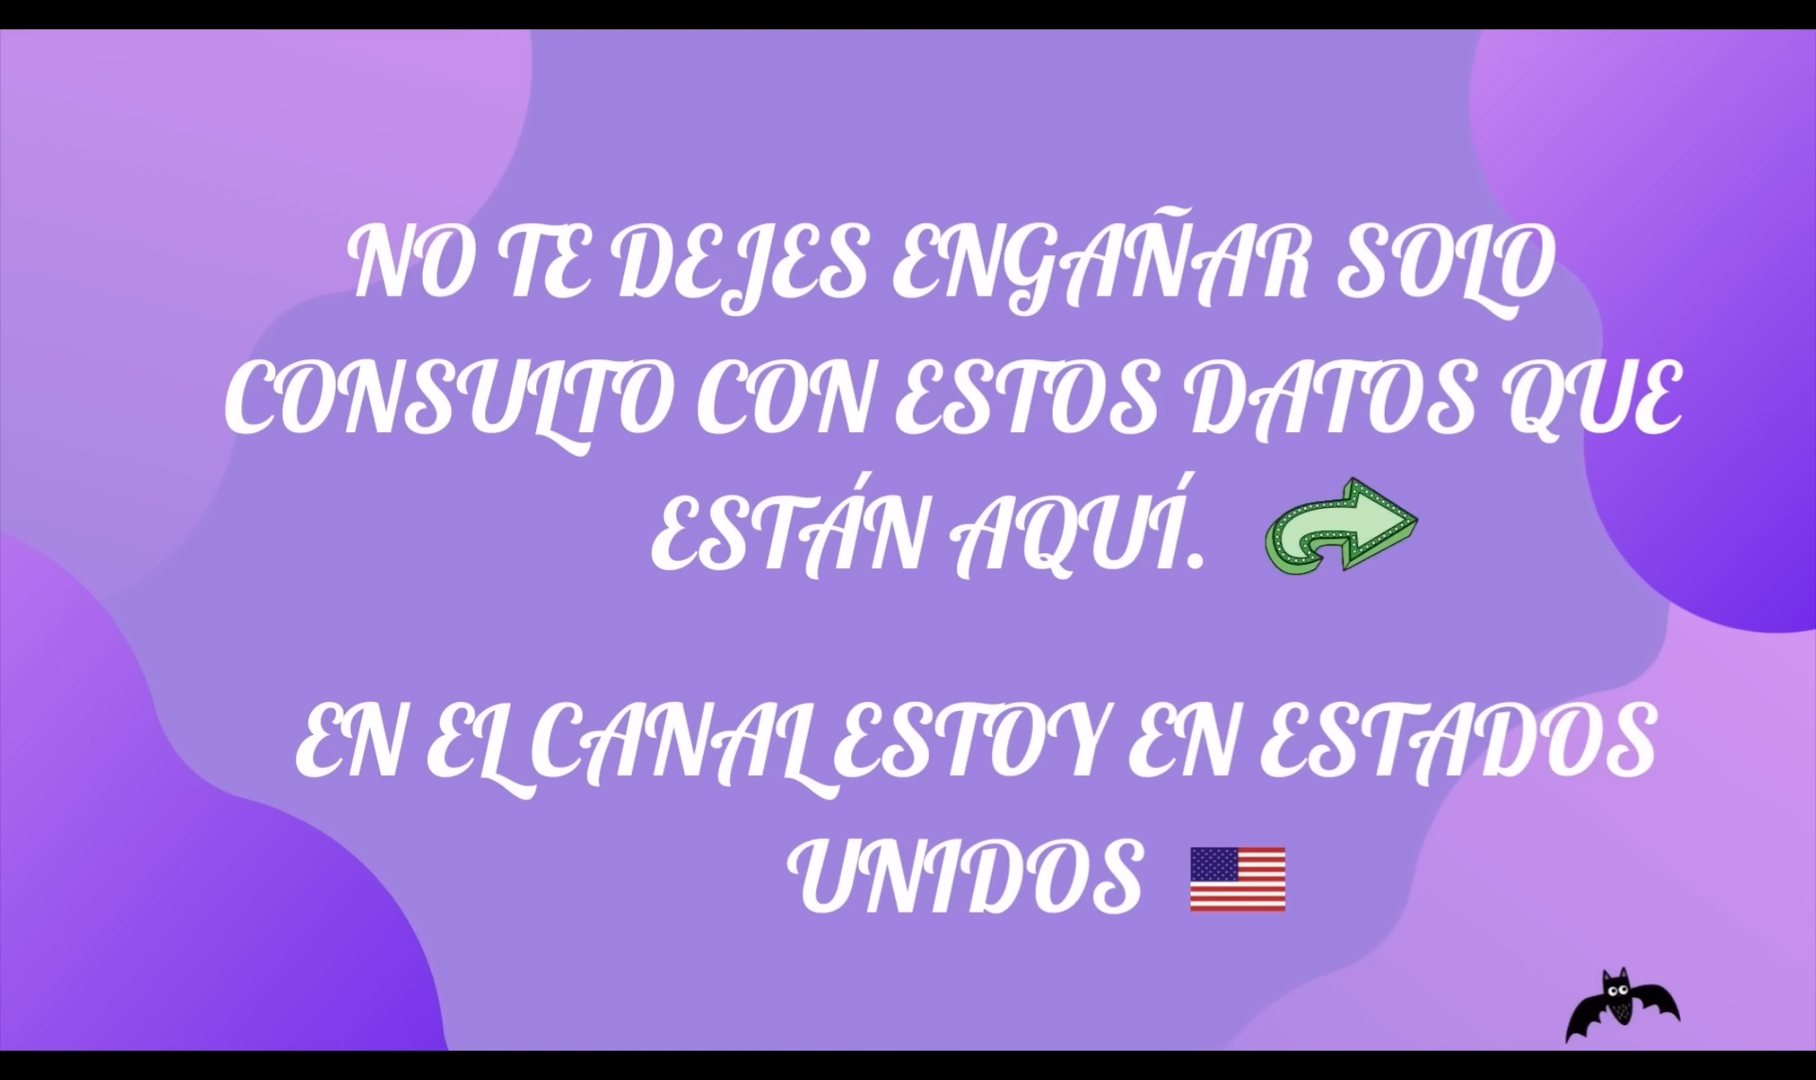 NO TE DEJES ENGAÑAR SOLO
CONSULTO CON ESTOS DATOS QUE
ESTÁN AQUÍ.
EN EL CANAL ESTOY EN ESTADOS
UNIDOS